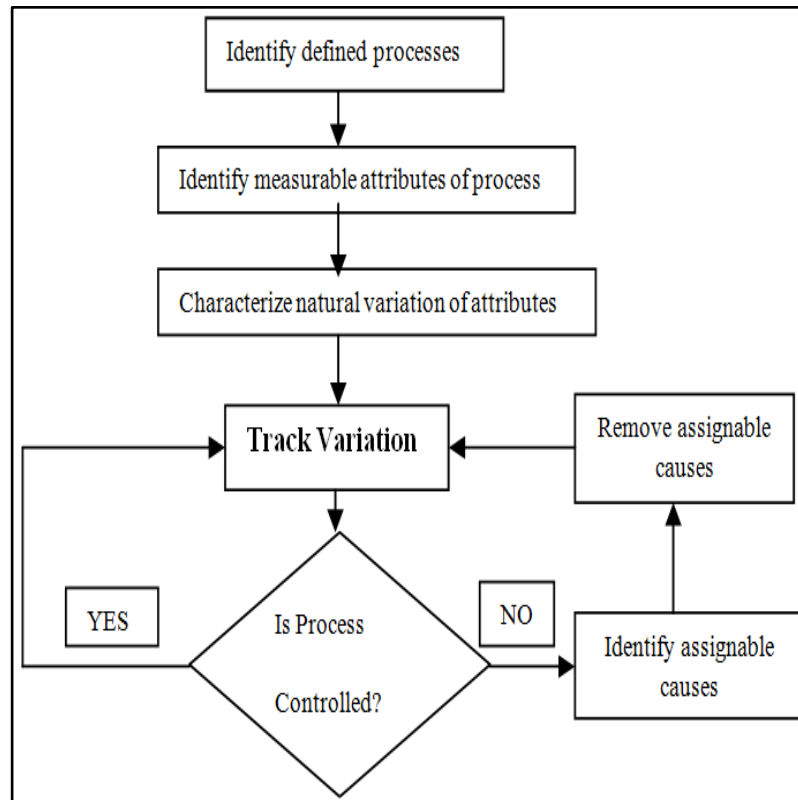 Identify defined processes
Identify measurable attributes of process
Characterize natural variation of attributes
Track Variation
Remove assignable
causes
YES
Is Process
Controlled?
NO
Identify assignable
causes